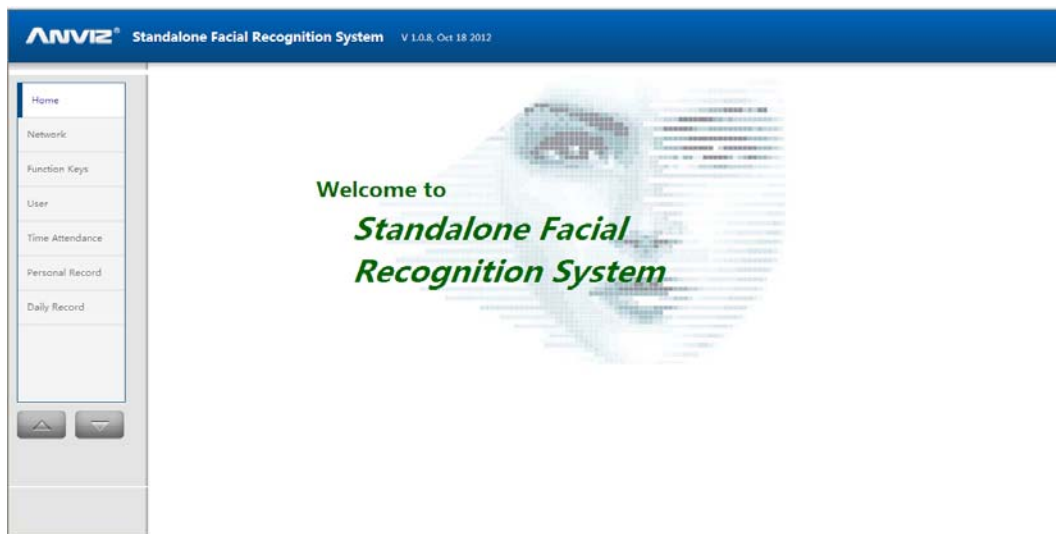 ANVIZ® Standalone Facial Recognition System V 1.0.8, Oct 18 2012
Home
Network
Function Keys
User
Time Attendance
Personal Record
Daily Record
Welcome to
Standalone Facial
Recognition System